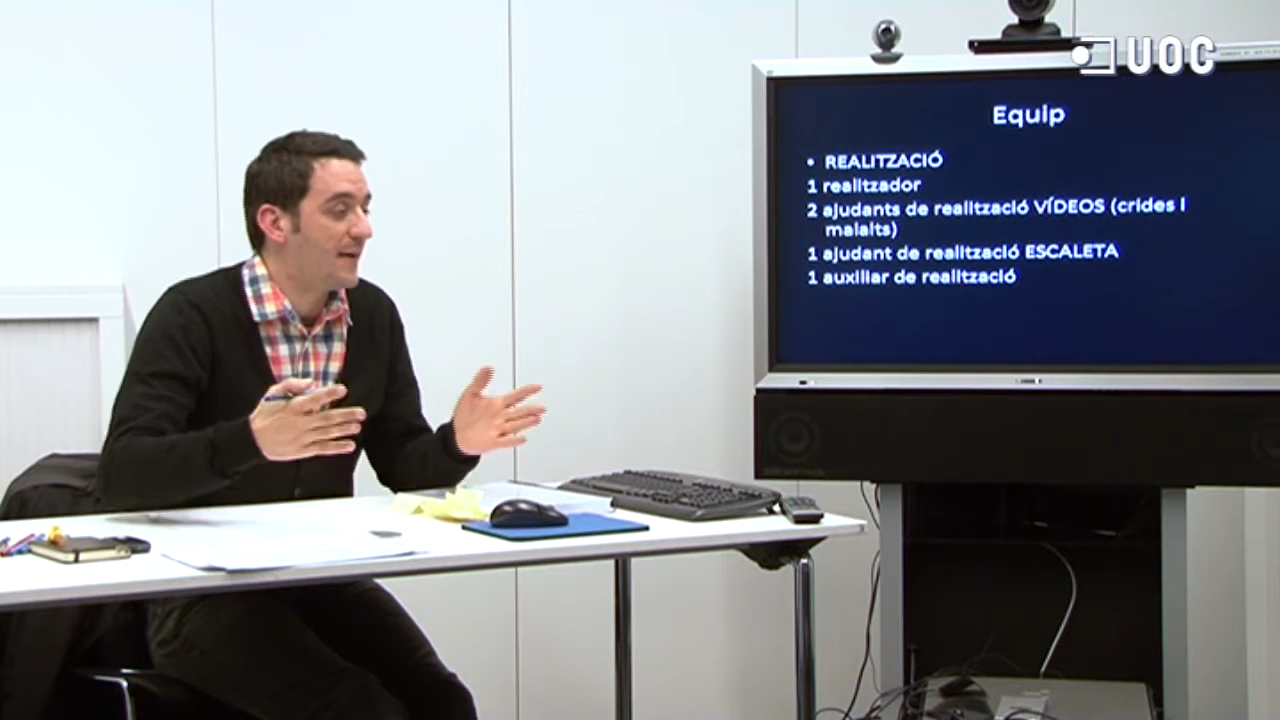 UOC
Equip
• REALITZACIÓ
1 realitzador
2 ajudants de realització VÍDEOS (crides i
malalts)
1 ajudant de realització ESCALETA
1 auxiliar de realització